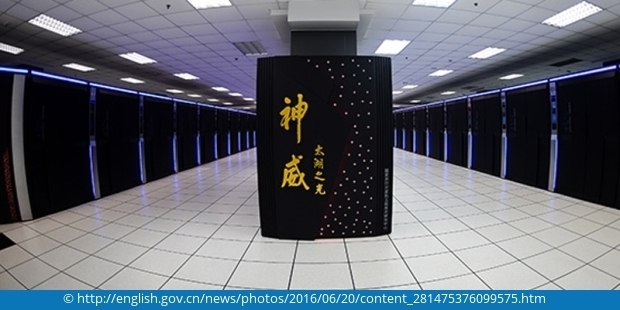 神威
太湖之光
© http://english.gov.cn/news/photos/2016/06/20/content_281475376099575.htm